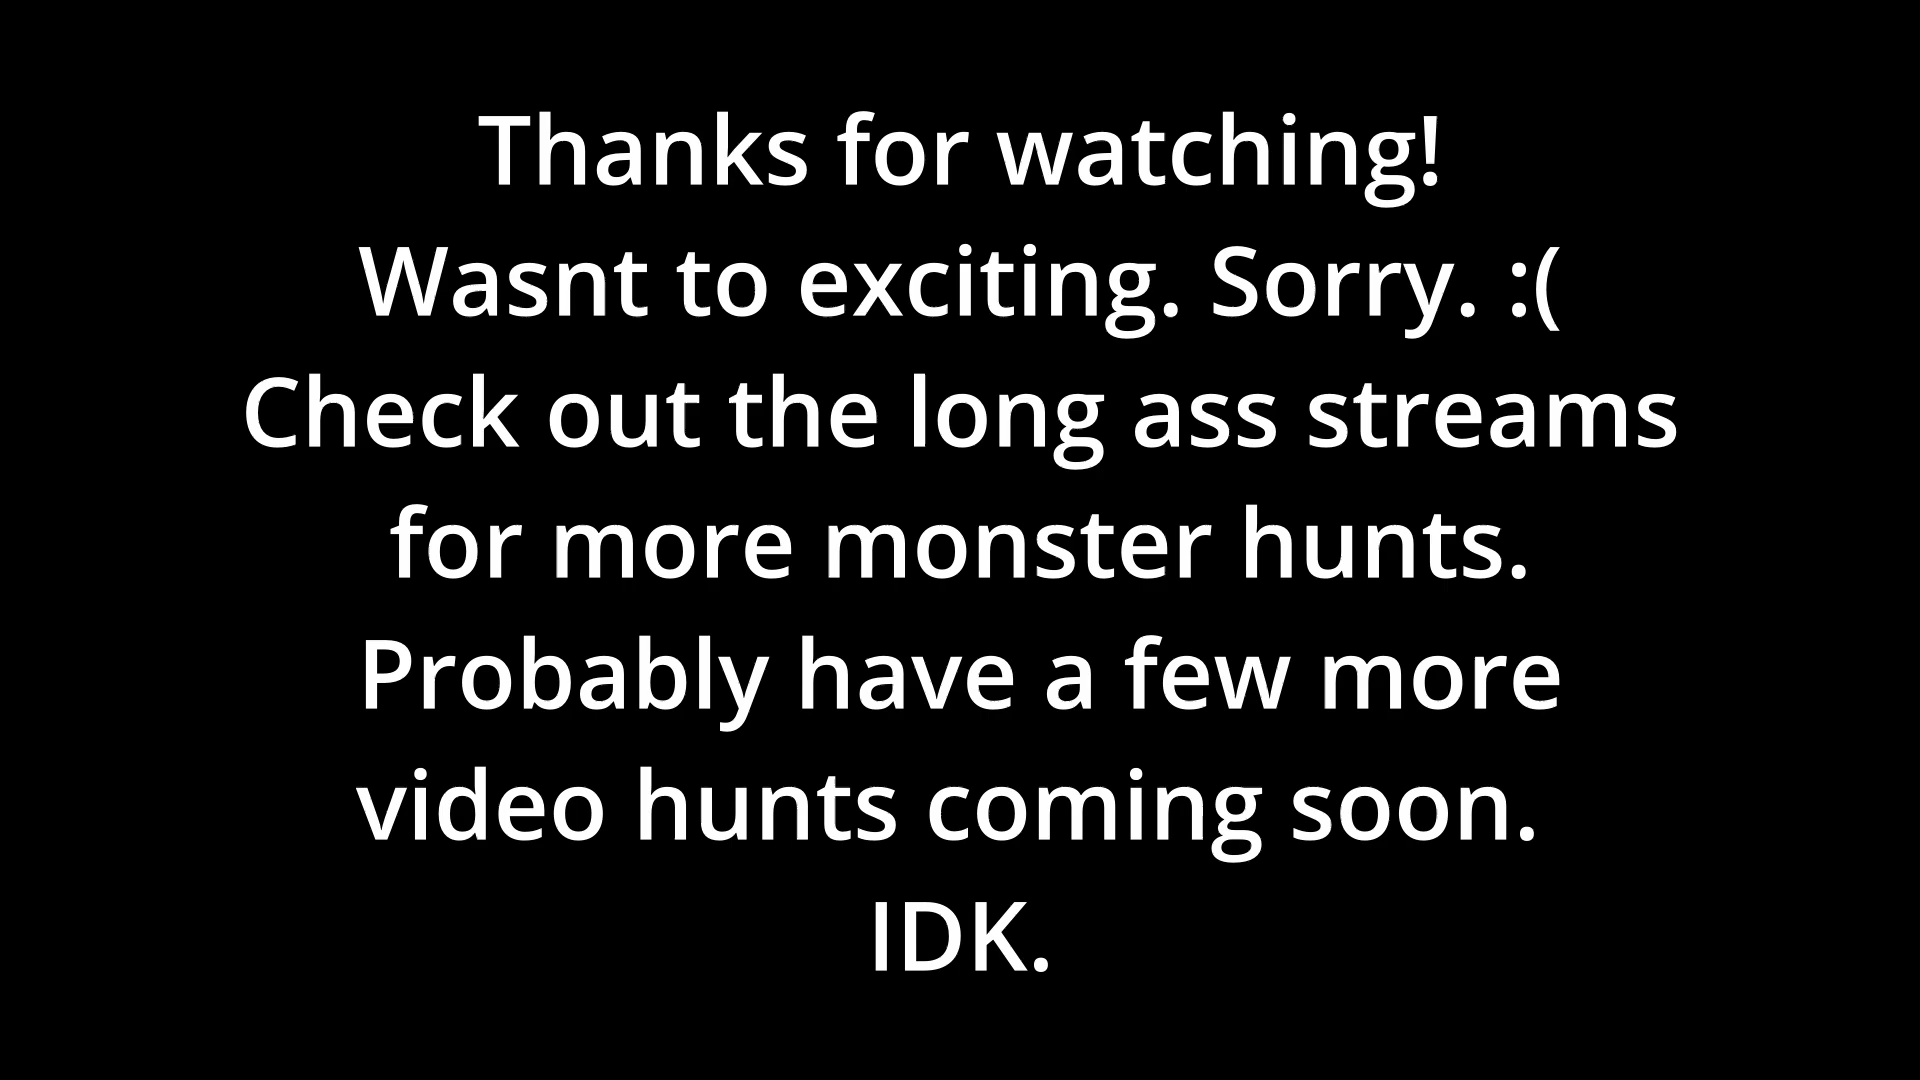 Thanks for watching!
Wasnt to exciting. Sorry. :(
Check out the long ass streams
for more monster hunts.
Probably have a few more
video hunts coming soon.
IDK.